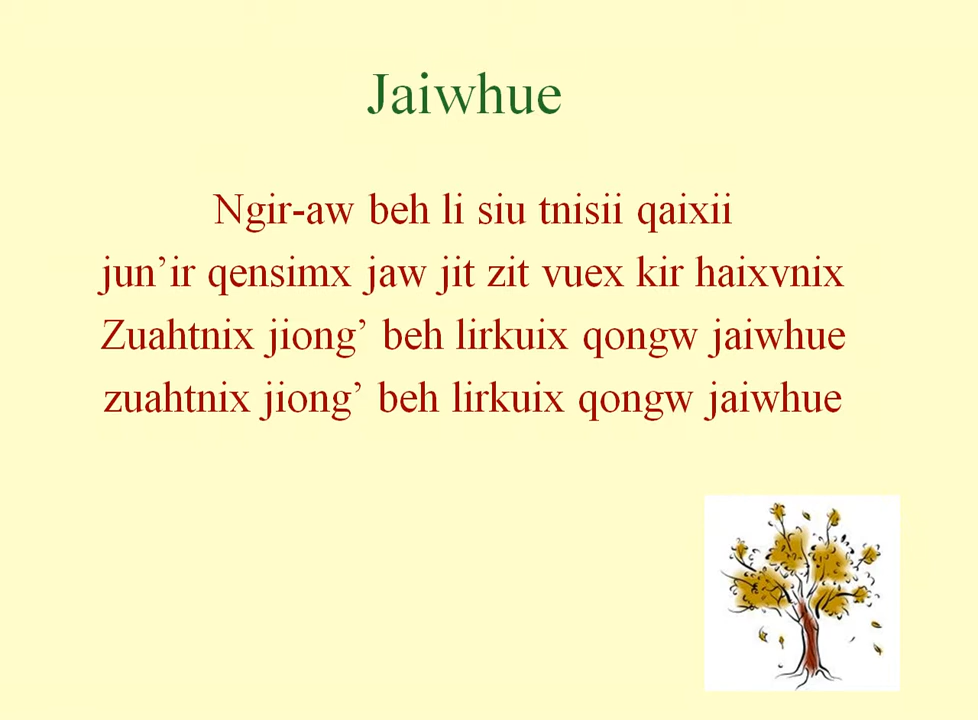 Jaiwhue
Ngir-aw beh li siu tnisii qaixii
jun’ir qensimx jaw jit zit vuex kir haixvnix
Zuahtnix jiong’ beh lirkuix qongw jaiwhue
zuahtnix jiong’ beh lirkuix qongw jaiwhue